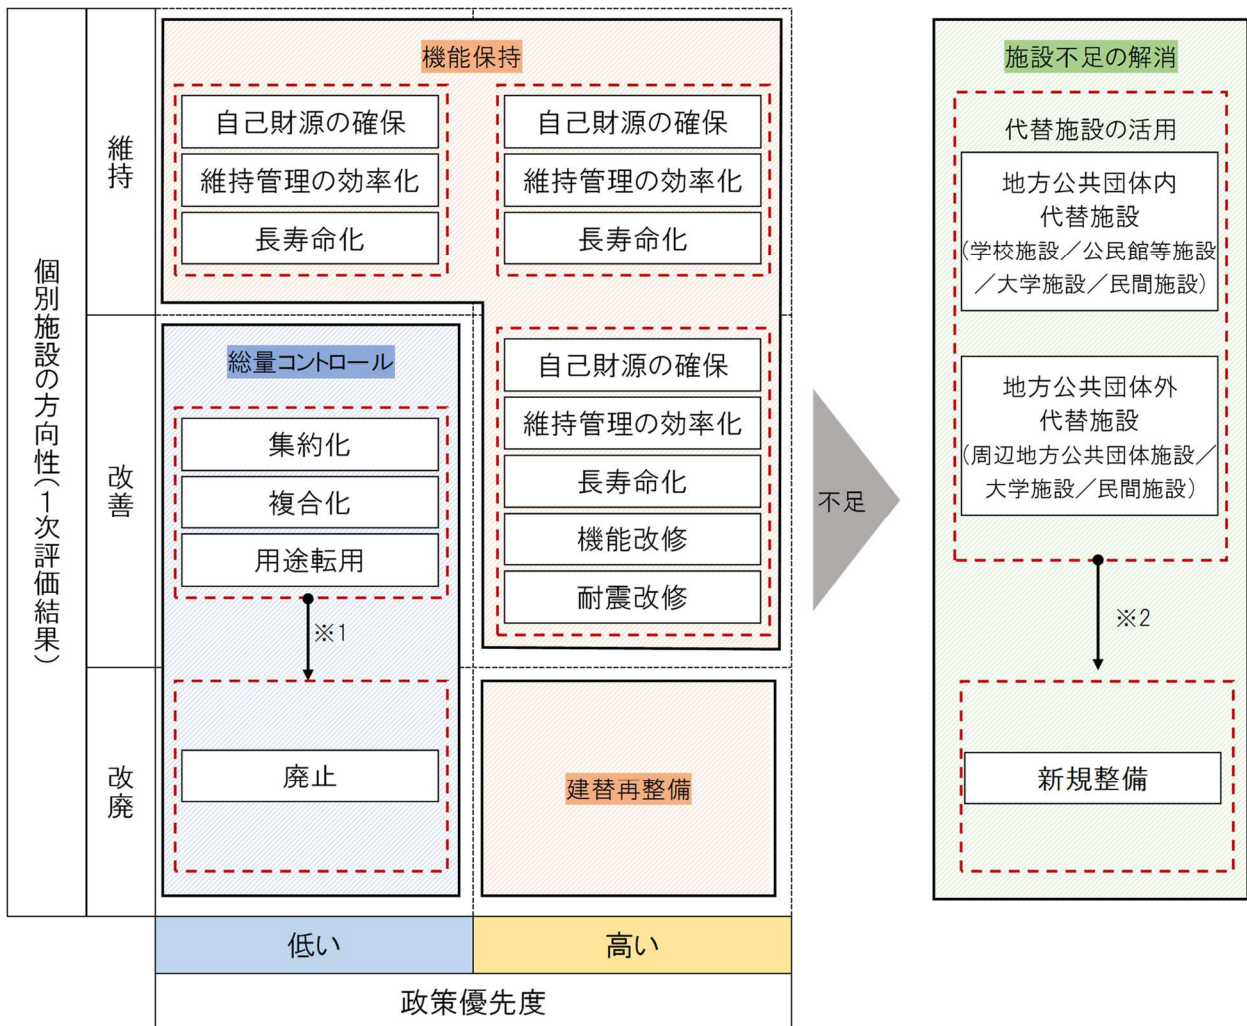 個別施設の方向性(1次評価結果)
維持
機能保持
自己財源の確保
維持管理の効率化
長寿命化
自己財源の確保
維持管理の効率化
長寿命化
改善
総量コントロール
集約化
複合化
用途転用
※1
自己財源の確保
維持管理の効率化
長寿命化
機能改修
耐震改修
改廃
廃止
建替再整備
低い
高い
政策優先度
不足
施設不足の解消
代替施設の活用
地方公共団体内
代替施設
(学校施設／公民館等施設
／大学施設／民間施設)
地方公共団体外
代替施設
(周辺地方公共団体施設／
大学施設／民間施設)
※2
新規整備